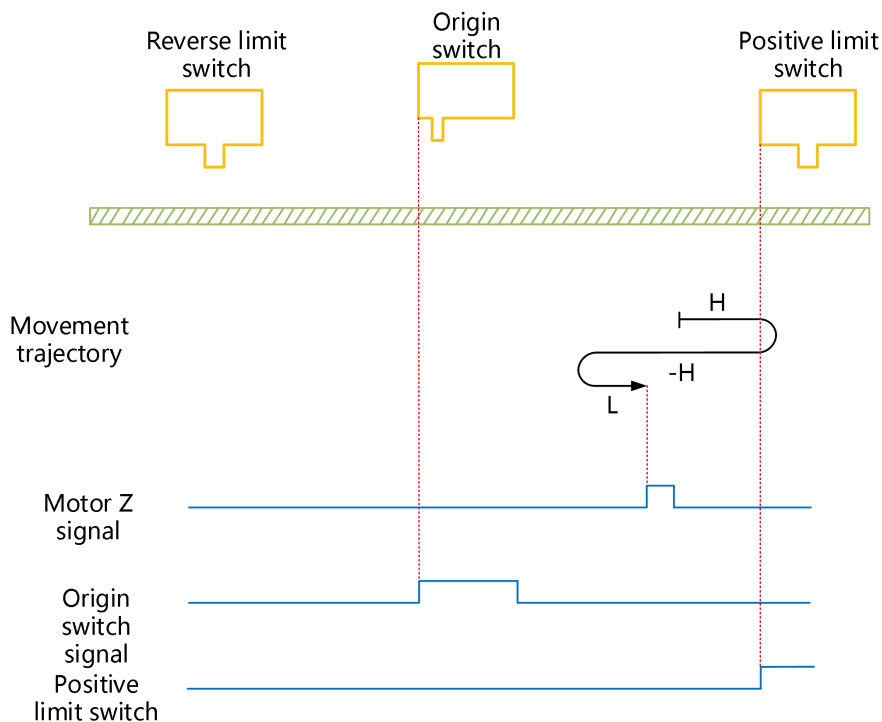 Reverse limit
switch
Origin
switch
Positive limit
switch
Movement
trajectory
H
-H
L
Motor Z
signal
Origin
switch
signal
Positive
limit switch